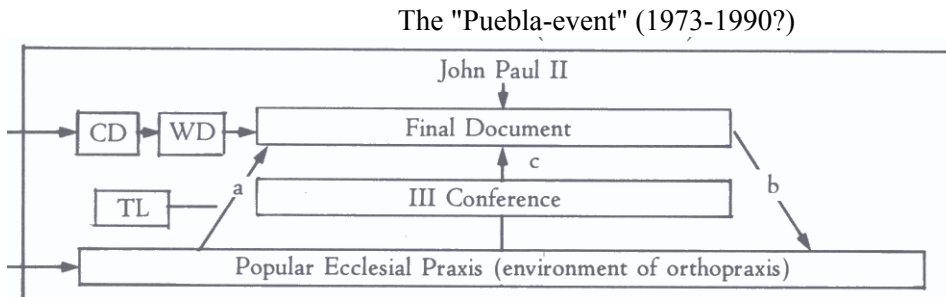 The "Puebla-event" (1973-1990?)
John Paul II
CD WD Final Document
a c b
TL III Conference
Popular Ecclesial Praxis (environment of orthopraxis)